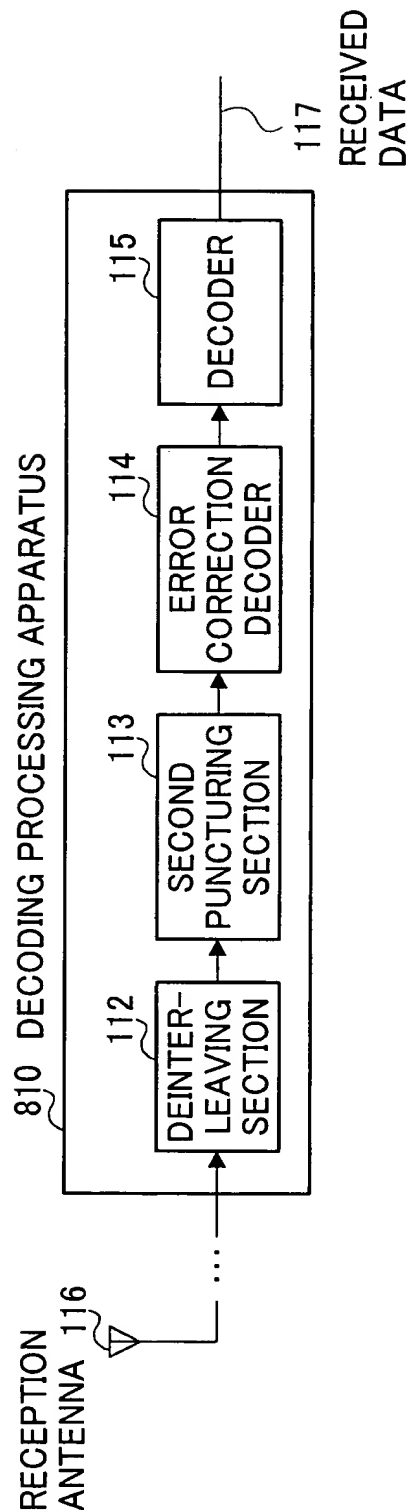 810 DECODING PROCESSING APPARATUS
RECEPTION
ANTENNA 116
...
112
DEINTER-
LEAVING
SECTION
113
SECOND
PUNCTURING
SECTION
114
ERROR
CORRECTION
DECODER
115
DECODER
117
RECEIVED
DATA